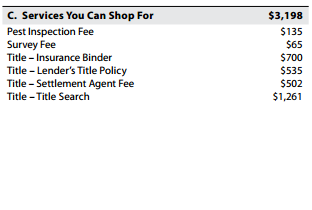 C. Services You Can Shop For $3,198
Pest Inspection Fee $135
Survey Fee $65
Title – Insurance Binder $700
Title – Lender's Title Policy $535
Title – Settlement Agent Fee $502
Title – Title Search $1,261